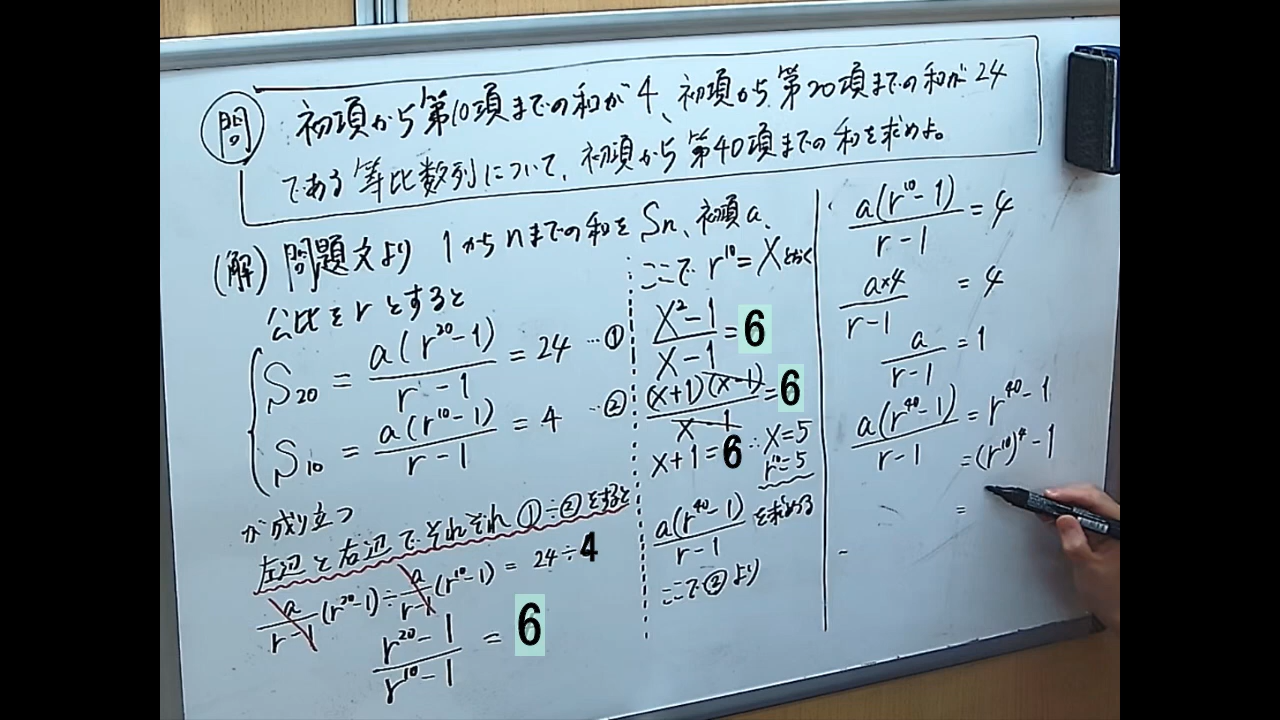 問 初項から第10項までの和が4、初項から第20項までの和が24
である等比数列について、初項から第40項までの和を求めよ。
(解) 問題文より 1からnまでの和をSn、初項a、
公比をrとすると
S20 = a(r^20-1)/(r-1) = 24 …①
S10 = a(r^10-1)/(r-1) = 4 …②
が成り立つ
左辺と右辺でそれぞれ①÷②をすると
a/(r-1)(r^20-1)÷a/(r-1)(r^10-1) = 24÷4
(r^20-1)/(r^10-1) = 6
ここでr^10=Xとおく
(X^2-1)/(X-1) = 6
(X+1)(X-1)/(X-1) = 6
X+1=6 ∴X=5
r^10=5
a(r^40-1)/(r-1) を求める
ここで②より
a(r^10-1)/(r-1) = 4
a×4/(r-1) = 4
a/(r-1) = 1
a(r^40-1)/(r-1) = r^40-1
=(r^10)^4-1
=